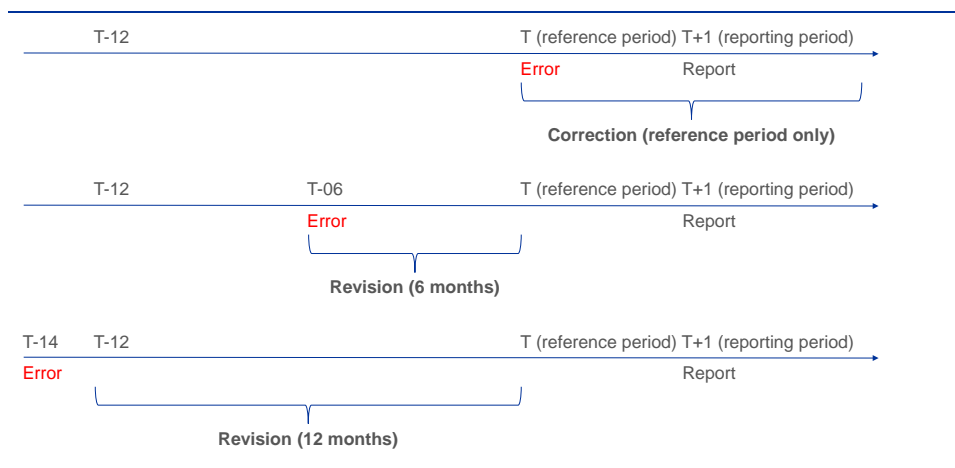 T-12 T (reference period) T+1 (reporting period)
Error Report
Correction (reference period only)
T-12 T-06 T (reference period) T+1 (reporting period)
Error Report
Revision (6 months)
T-14 T-12 T (reference period) T+1 (reporting period)
Error Report
Revision (12 months)